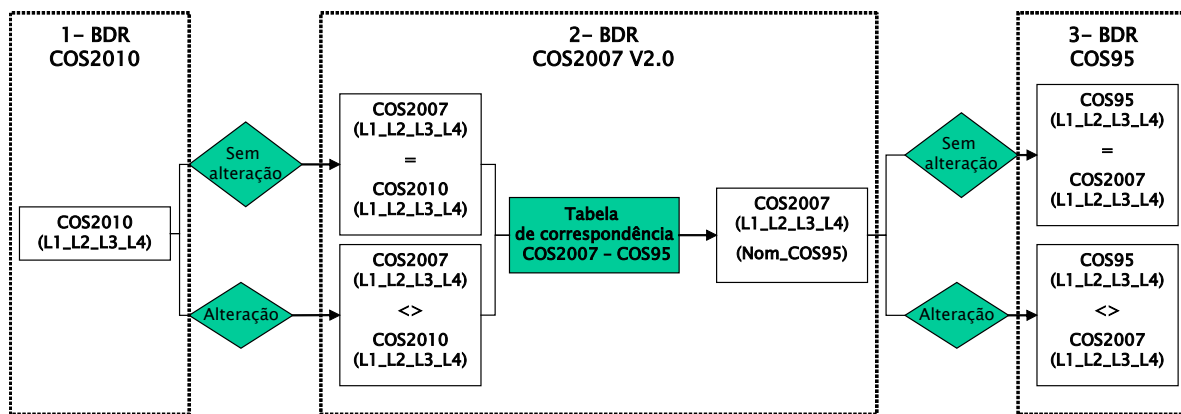 1- BDR
COS2010
COS2010
(L1_L2_L3_L4)
Sem
alteração
Alteração
2- BDR
COS2007 V2.0
COS2007
(L1_L2_L3_L4)
=
COS2010
(L1_L2_L3_L4)
COS2007
(L1_L2_L3_L4)
<>
COS2010
(L1_L2_L3_L4)
Tabela
de correspondência
COS2007 - COS95
COS2007
(L1_L2_L3_L4)
(Nom_COS95)
Sem
alteração
Alteração
3- BDR
COS95
COS95
(L1_L2_L3_L4)
=
COS2007
(L1_L2_L3_L4)
COS95
(L1_L2_L3_L4)
<>
COS2007
(L1_L2_L3_L4)